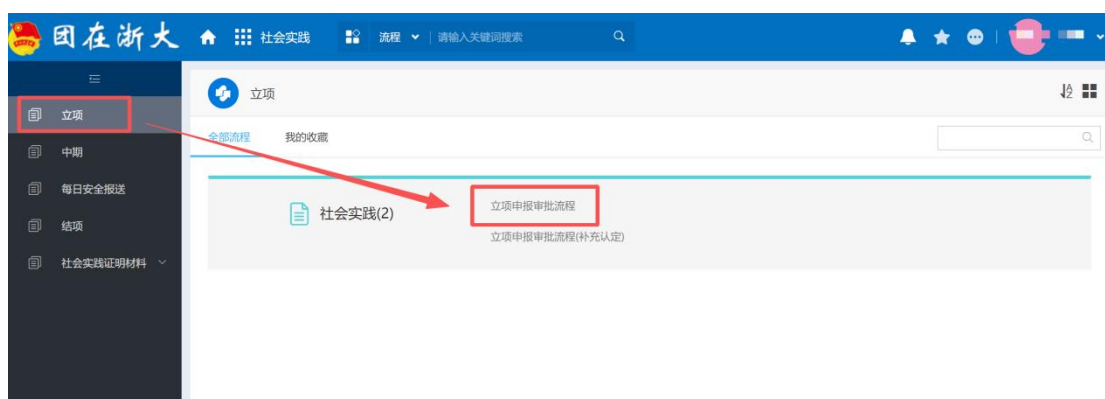 团在浙大 社会实践 流程 请输入关键词搜索
立项
中期
每日安全报送
结项
社会实践证明材料
立项
全部流程 我的收藏
社会实践(2)
立项申报审批流程
立项申报审批流程(补充认定)